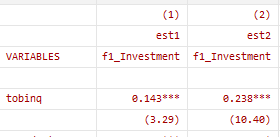 (1) (2)
est1 est2
VARIABLES f1_Investment f1_Investment
tobinq 0.143*** 0.238***
(3.29) (10.40)